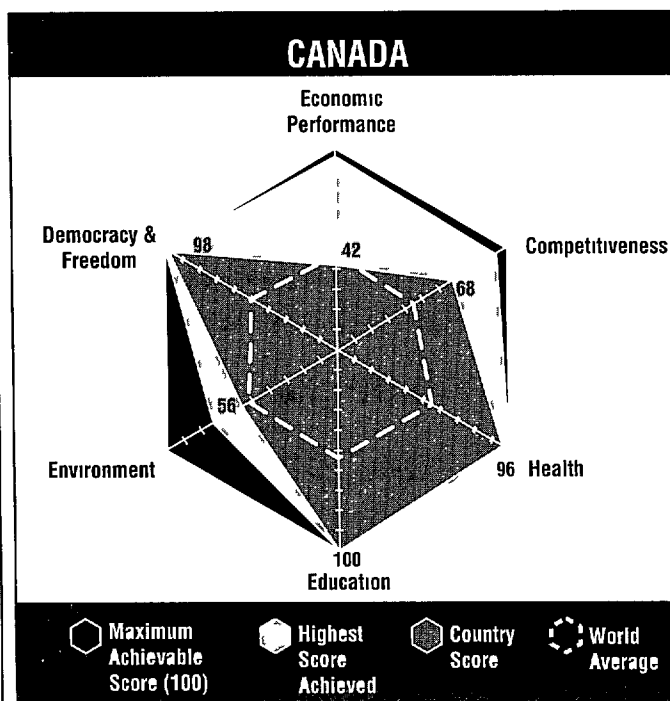 CANADA
Economic
Performance
Democracy &
Freedom
98
42
Competitiveness
68
56
Environment
96 Health
100
Education
Maximum
Achievable
Score (100)
Highest
Score
Achieved
Country
Score
World
Average